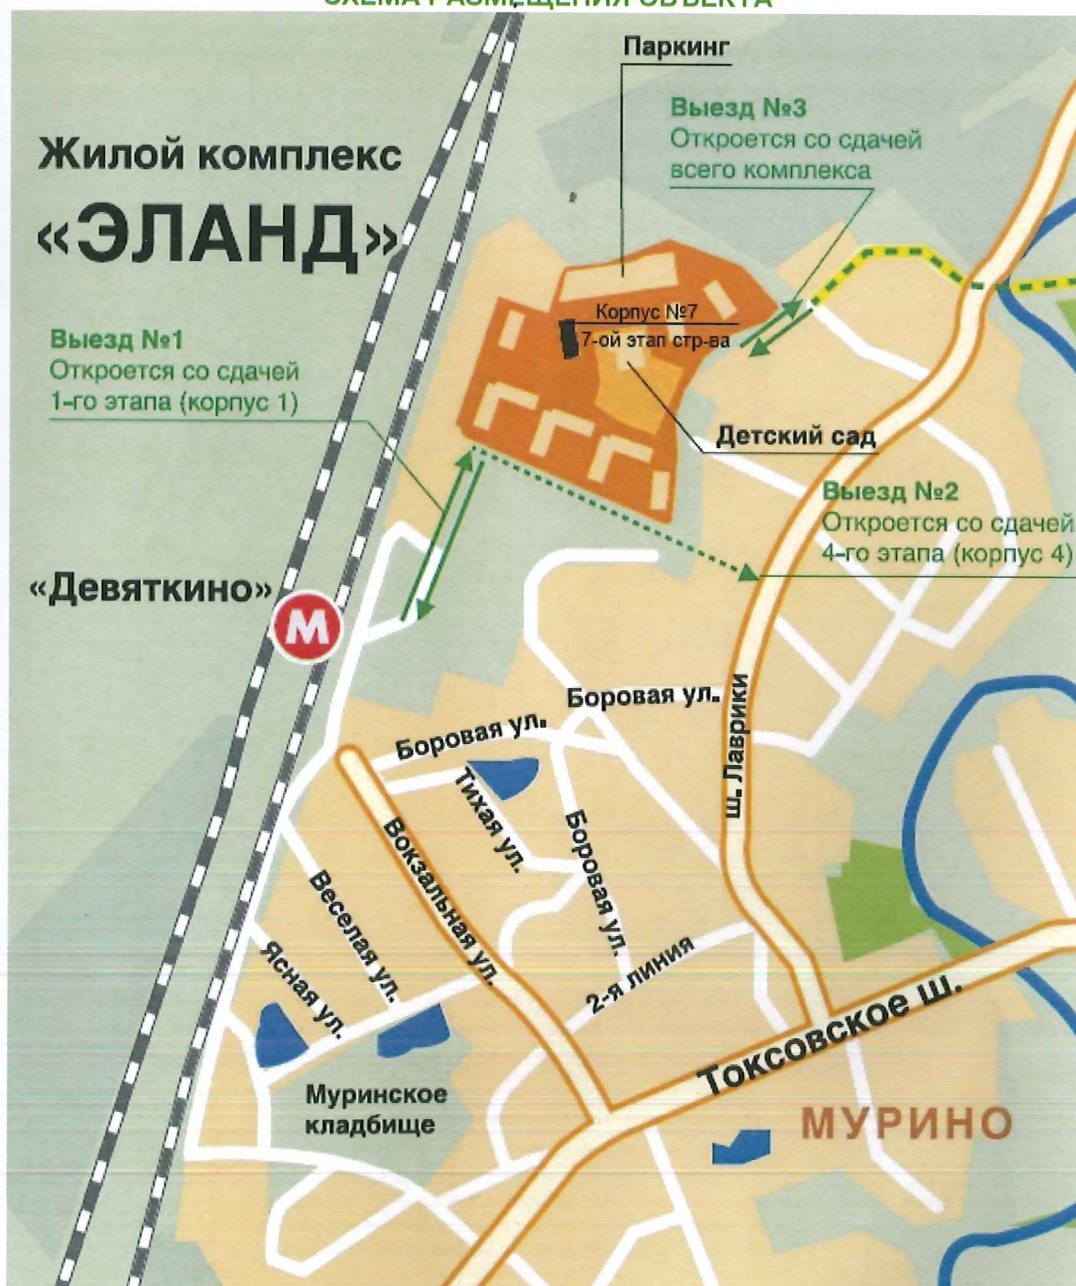 СХЕМА РАЗМЕЩЕНИЯ ОБЪЕКТА
Паркинг
Выезд №3
Откроется со сдачей
всего комплекса
Жилой комплекс
«ЭЛАНД»
Корпус №7
7-ой этап стр-ва
Выезд №1
Откроется со сдачей
1-го этапа (корпус 1)
Детский сад
Выезд №2
Откроется со сдачей
4-го этапа (корпус 4)
«Девяткино»
М
Боровая ул.
Боровая ул.
ш. Лаврики
Тихая ул.
Боровая ул.
Вокзальная ул.
Веселая ул.
Ясная ул.
2-я линия
Токсовское ш.
Муринское
кладбище
МУРИНО